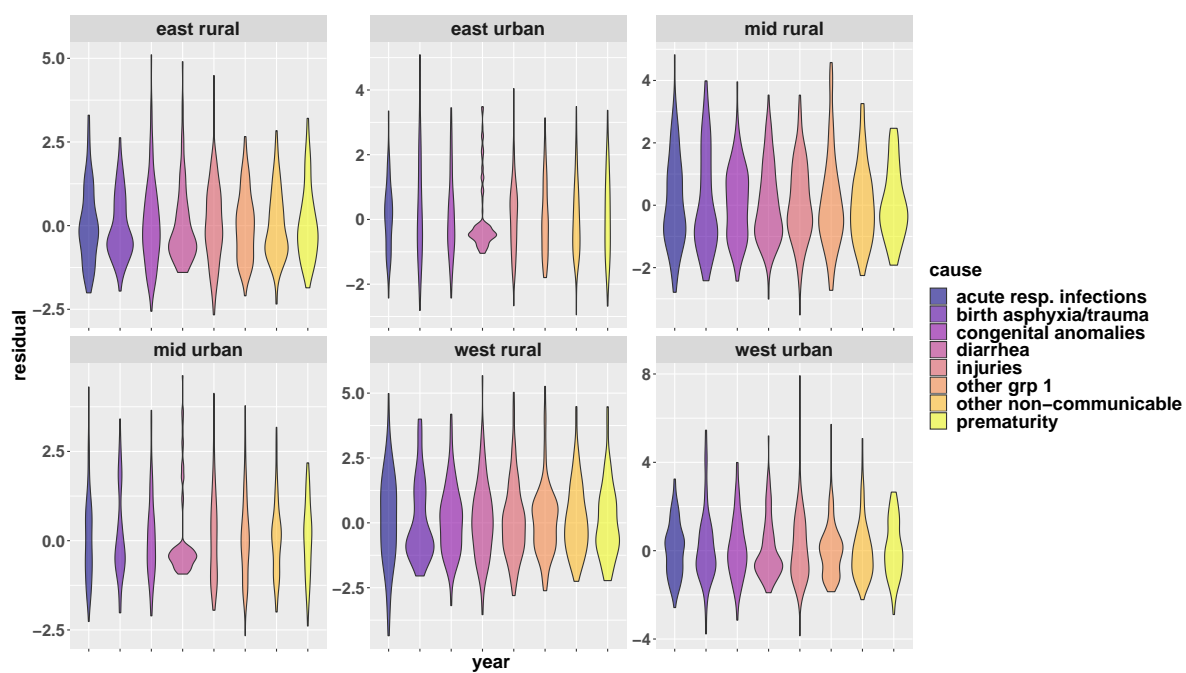 east rural
east urban
mid rural
5.0
2.5
0.0
−2.5
4
2
0
−2
4
2
0
−2
residual
mid urban
west rural
west urban
2.5
0.0
−2.5
5.0
2.5
0.0
−2.5
8
4
0
−4
year
cause
acute resp. infections
birth asphyxia/trauma
congenital anomalies
diarrhea
injuries
other grp 1
other non−communicable
prematurity